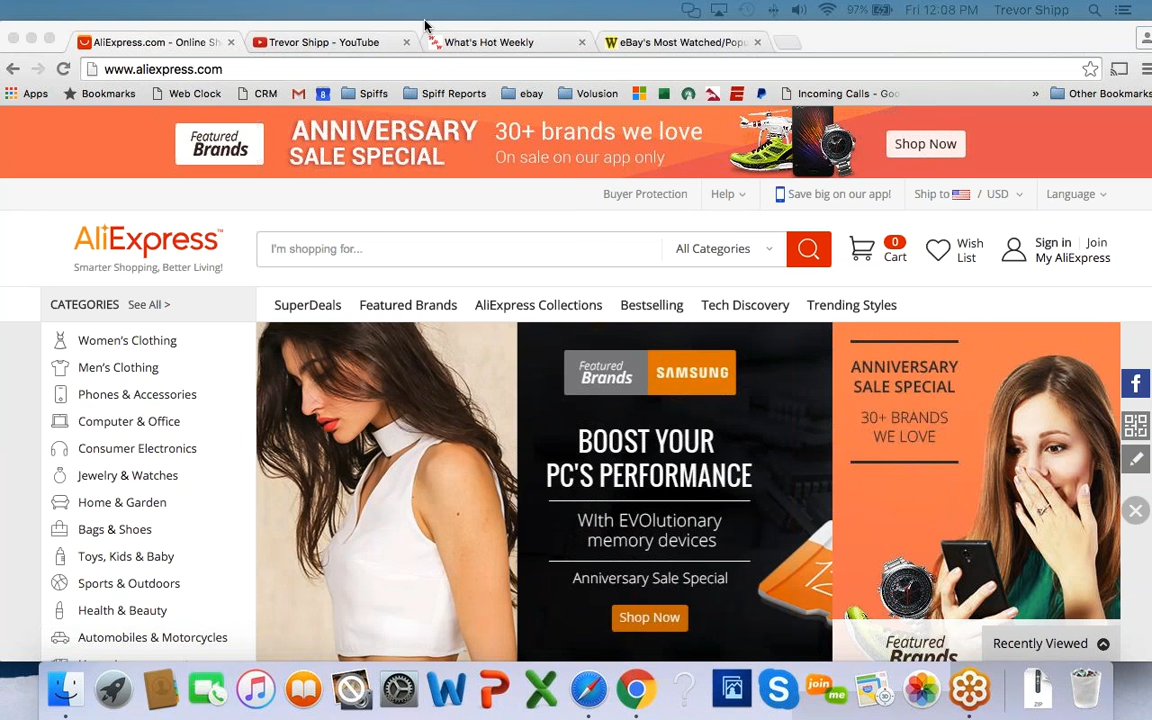 97%
Fri 12:08 PM Trevor Shipp
AliExpress.com - Online Sh
Trevor Shipp - YouTube
What's Hot Weekly
eBay's Most Watched/Popu
www.aliexpress.com
Apps Bookmarks Web Clock CRM 8 Spiffs Spiff Reports ebay Volusion Incoming Calls - Goo » Other Bookmarks
Featured Brands
ANNIVERSARY
SALE SPECIAL
30+ brands we love
On sale on our app only
Shop Now
Buyer Protection Help Save big on our app! Ship to / USD Language
AliExpress™
Smarter Shopping, Better Living!
I'm shopping for... All Categories
0
Cart
Wish
List
Sign in Join
My AliExpress
CATEGORIES See All >
SuperDeals Featured Brands AliExpress Collections Bestselling Tech Discovery Trending Styles
Women's Clothing
Men's Clothing
Phones & Accessories
Computer & Office
Consumer Electronics
Jewelry & Watches
Home & Garden
Bags & Shoes
Toys, Kids & Baby
Sports & Outdoors
Health & Beauty
Automobiles & Motorcycles
Featured
Brands
SAMSUNG
BOOST YOUR
PC'S PERFORMANCE
WIth EVOlutionary
memory devices
Anniversary Sale Special
Shop Now
ANNIVERSARY
SALE SPECIAL
30+ BRANDS
WE LOVE
Featured
Brands
Recently Viewed
join
me
ZIP